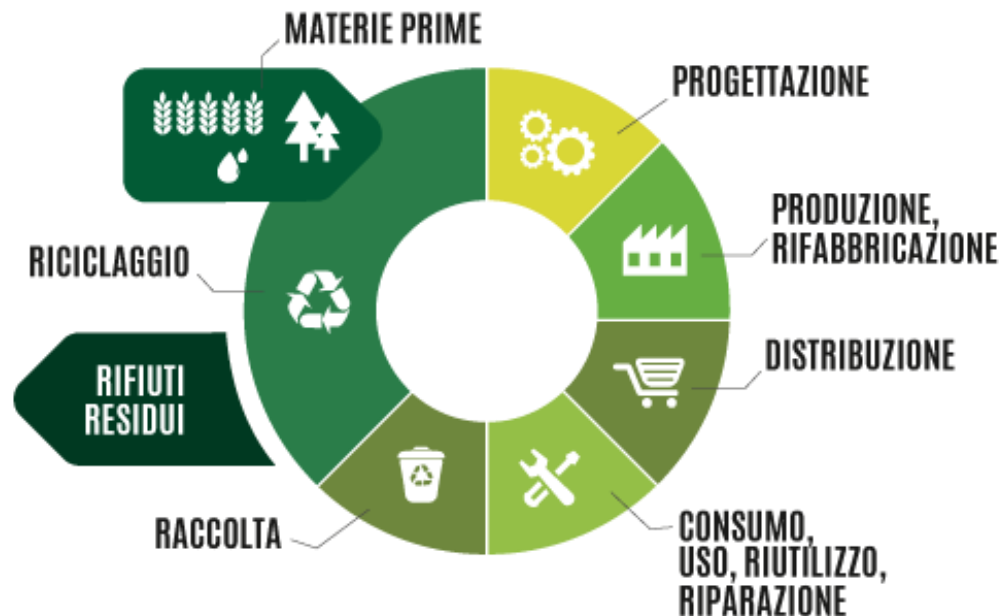 MATERIE PRIME
PROGETTAZIONE
PRODUZIONE,
RIFABBRICAZIONE
DISTRIBUZIONE
CONSUMO,
USO, RIUTILIZZO,
RIPARAZIONE
RACCOLTA
RICICLAGGIO
RIFIUTI
RESIDUI